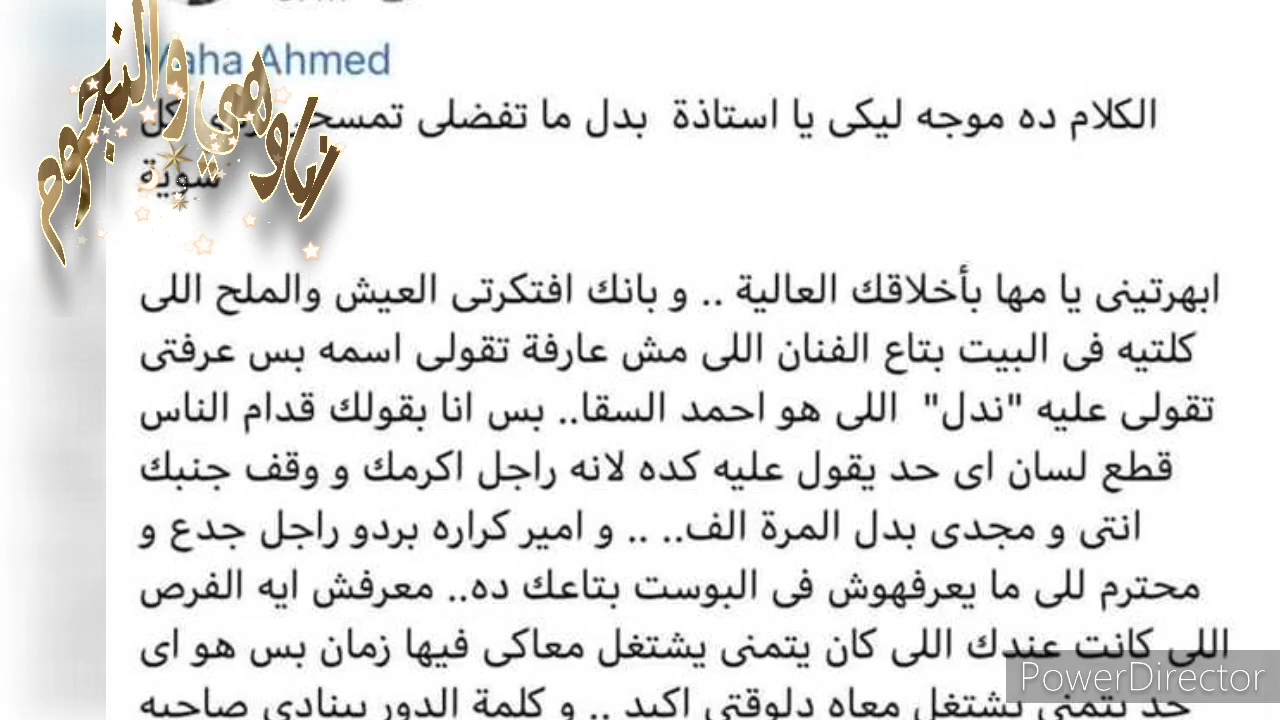 Maha Ahmed
الكلام ده موجه ليكى يا استاذة بدل ما تفضلى كل
شوية
ابهرتينى يا مها بأخلاقك العالية .. و بانك افتكرتى العيش والملح اللى
كلتيه فى البيت بتاع الفنان اللى مش عارفة تقولى اسمه بس عرفتى
تقولى عليه "ندل" اللى هو احمد السقا.. بس انا بقولك قدام الناس
قطع لسان اى حد يقول عليه كده لانه راجل اكرمك و وقف جنبك
انتى و مجدى بدل المرة الف.. .. و امير كراره بردو راجل جدع و
محترم للى ما يعرفهوش فى البوست بتاعك ده.. معرفش ايه الفرص
اللى كانت عندك اللى كان يتمنى يشتغل معاكى فيها زمان بس هو اى
حد يتمنى يشتغل معاه دلوقتى اكيد .. و كلمة الدور بينادى صاحبه
نهاوهي والنجوم
PowerDirector